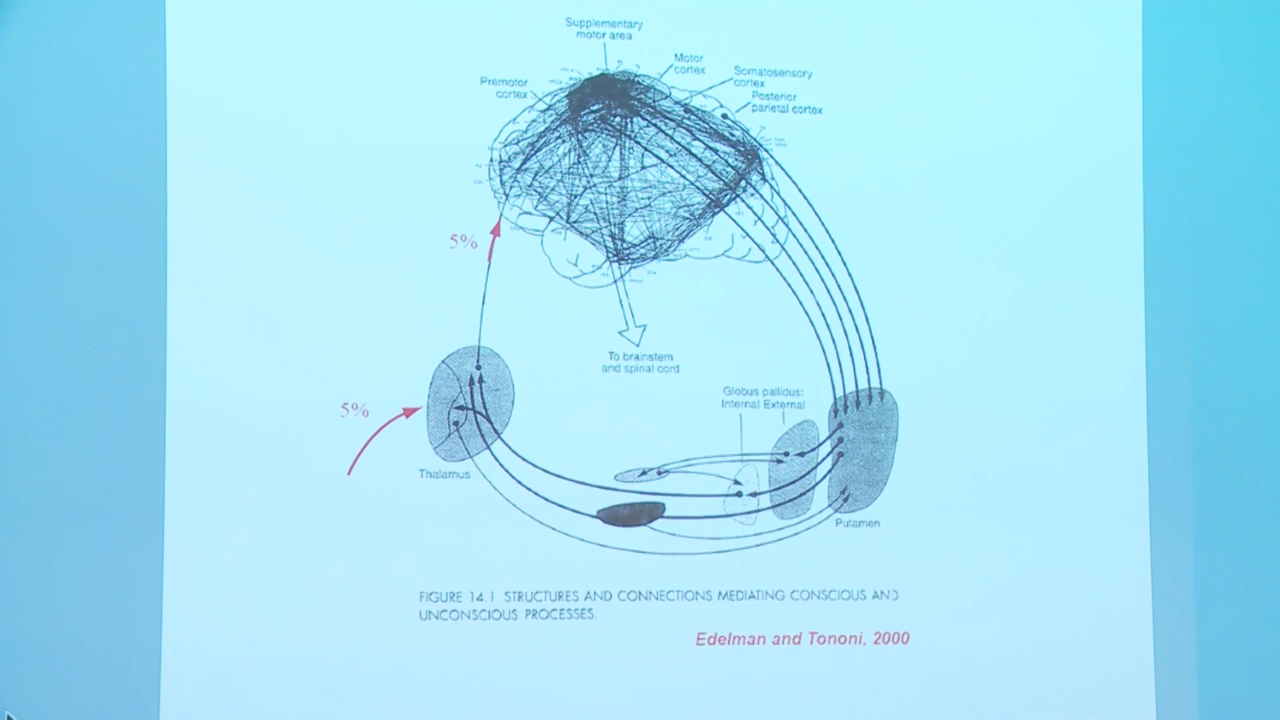 Supplementary
motor area
Motor
cortex
Somatosensory
cortex
Premotor
cortex
Posterior
parietal cortex
5%
To brainstem
and spinal cord
Globus pallidus:
Internal External
5%
Thalamus
Putamen
FIGURE 14.1 STRUCTURES AND CONNECTIONS MEDIATING CONSCIOUS AND
UNCONSCIOUS PROCESSES.
Edelman and Tononi, 2000